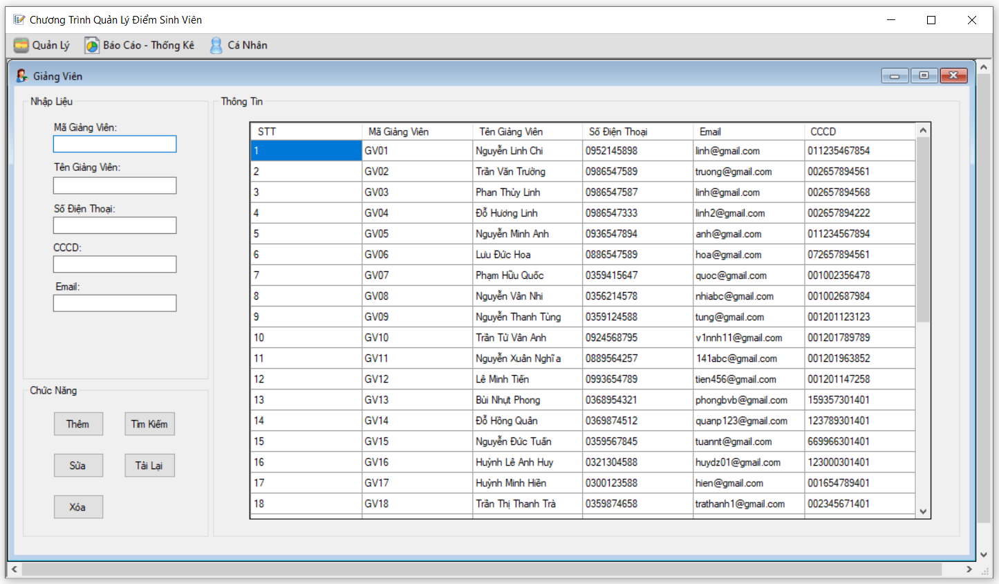 Chương Trình Quản Lý Điểm Sinh Viên
Quản Lý Báo Cáo - Thống Kê Cá Nhân
Giảng Viên
Nhập Liệu
Mã Giảng Viên:
Tên Giảng Viên:
Số Điện Thoại:
CCCD:
Email:
Chức Năng
Thêm Tìm Kiếm
Sửa Tải Lại
Xóa
Thông Tin
STT Mã Giảng Viên Tên Giảng Viên Số Điện Thoại Email CCCD
1 GV01 Nguyễn Linh Chi 0952145898 linh@gmail.com 011235467854
2 GV02 Trần Văn Trường 0986547589 truong@gmail.com 002657894561
3 GV03 Phan Thùy Linh 0986547587 linh@gmail.com 002657894568
4 GV04 Đỗ Hương Linh 0986547333 linh2@gmail.com 002657894222
5 GV05 Nguyễn Minh Anh 0936547894 anh@gmail.com 011234567894
6 GV06 Lưu Đức Hoa 0886547589 hoa@gmail.com 072657894561
7 GV07 Phạm Hữu Quốc 0359415647 quoc@gmail.com 001002356478
8 GV08 Nguyễn Vân Nhi 0356214578 nhiabc@gmail.com 001002687984
9 GV09 Nguyễn Thanh Tùng 0359124588 tung@gmail.com 001201123123
10 GV10 Trần Tử Vân Anh 0924568795 v1nnh11@gmail.com 001201789789
11 GV11 Nguyễn Xuân Nghĩa 0889564257 141abc@gmail.com 001201963852
12 GV12 Lê Minh Tiến 0993654789 tien456@gmail.com 001201147258
13 GV13 Bùi Nhựt Phong 0368954321 phongbvb@gmail.com 159357301401
14 GV14 Đỗ Hồng Quân 0369874512 quanp123@gmail.com 123789301401
15 GV15 Nguyễn Đức Tuấn 0359567845 tuannt@gmail.com 669966301401
16 GV16 Huỳnh Lê Anh Huy 0321304588 huydz01@gmail.com 123000301401
17 GV17 Huỳnh Minh Hiền 0300123588 hien@gmail.com 001654789401
18 GV18 Trần Thị Thanh Trà 0359874658 trathanh1@gmail.com 002345671401